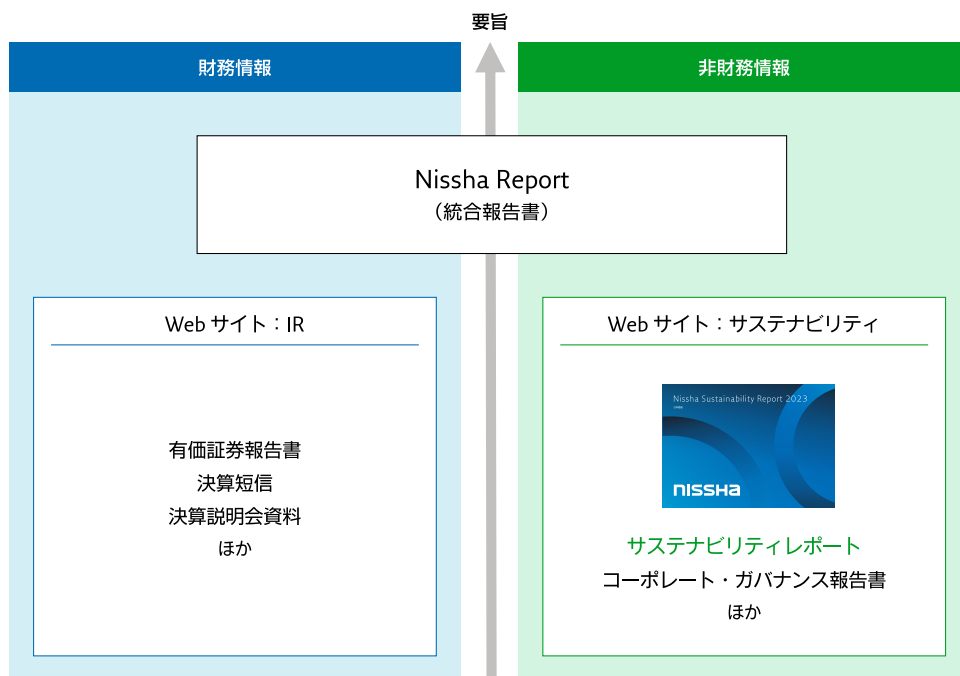 要旨
財務情報
非財務情報
Nissha Report
（統合報告書）
Web サイト：IR
有価証券報告書
決算短信
決算説明会資料
ほか
Web サイト：サステナビリティ
Nissha Sustainability Report 2023
NISSHA
サステナビリティレポート
コーポレート・ガバナンス報告書
ほか